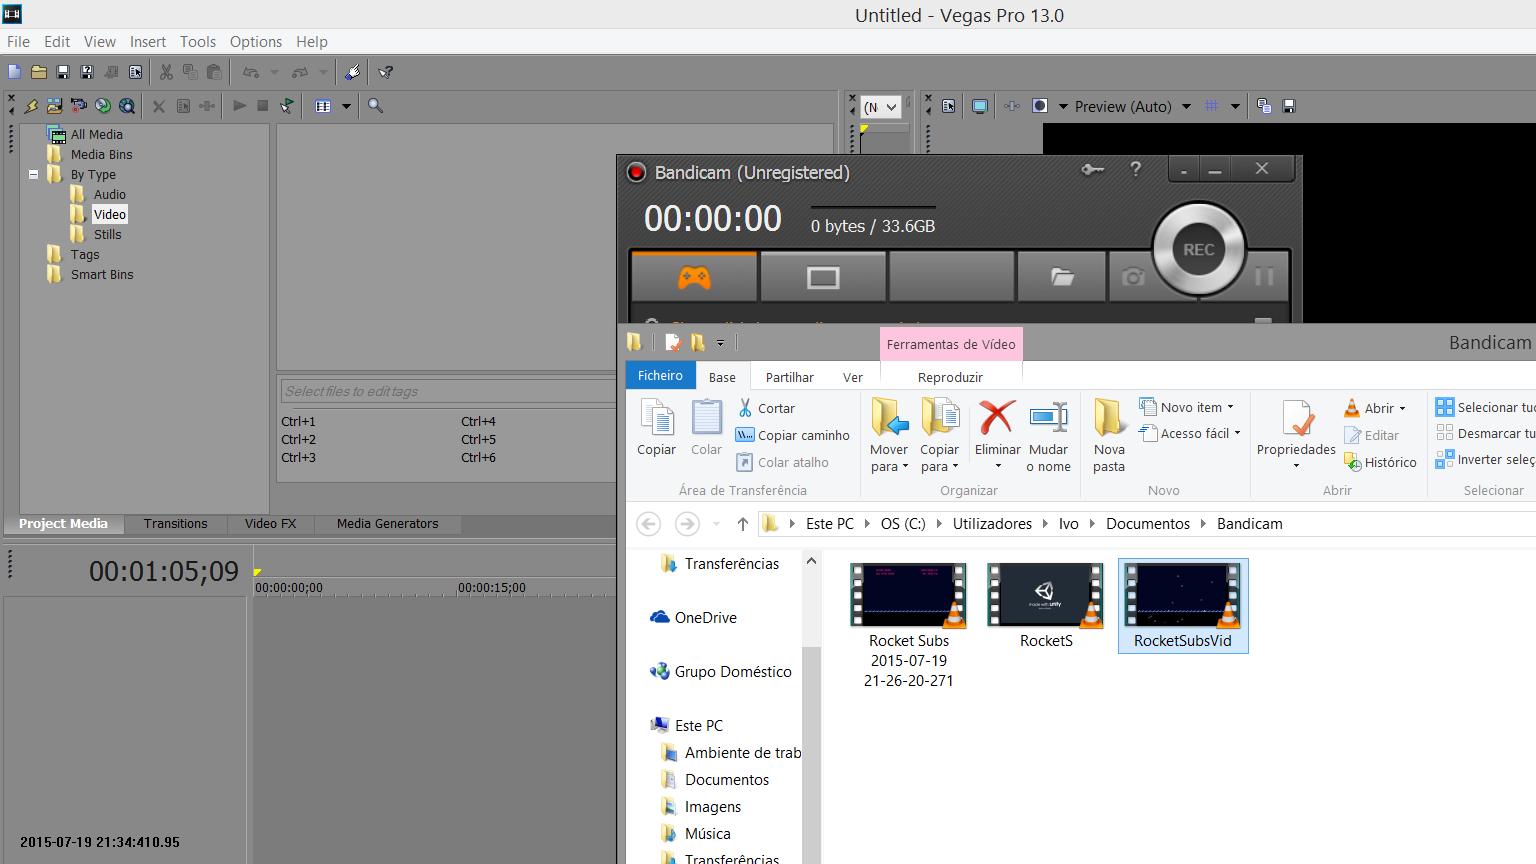 Untitled - Vegas Pro 13.0
File Edit View Insert Tools Options Help
(N
Preview (Auto)
All Media
Media Bins
By Type
Audio
Video
Stills
Tags
Smart Bins
Select files to edit tags
Ctrl+1 Ctrl+4
Ctrl+2 Ctrl+5
Ctrl+3 Ctrl+6
Project Media Transitions Video FX Media Generators
00:01:05;09
00:00:00;00 00:00:15;00
2015-07-19 21:34:410.95
Bandicam (Unregistered)
00:00:00
0 bytes / 33.6GB
REC
Ferramentas de Vídeo
Bandicam
Ficheiro Base Partilhar Ver Reproduzir
Copiar
Colar
Cortar
Copiar caminho
Colar atalho
Área de Transferência
Mover
para
Copiar
para
Eliminar
Mudar
o nome
Organizar
Nova
pasta
Novo item
Acesso fácil
Novo
Propriedades
Abrir
Editar
Histórico
Abrir
Selecionar tud
Desmarcar tu
Inverter seleç
Selecionar
Este PC OS (C:) Utilizadores Ivo Documentos Bandicam
Transferências
OneDrive
Grupo Doméstico
Este PC
Ambiente de trab
Documentos
Imagens
Música
Transferências
Rocket Subs
2015-07-19
21-26-20-271
made with unity
RocketS
RocketSubsVid